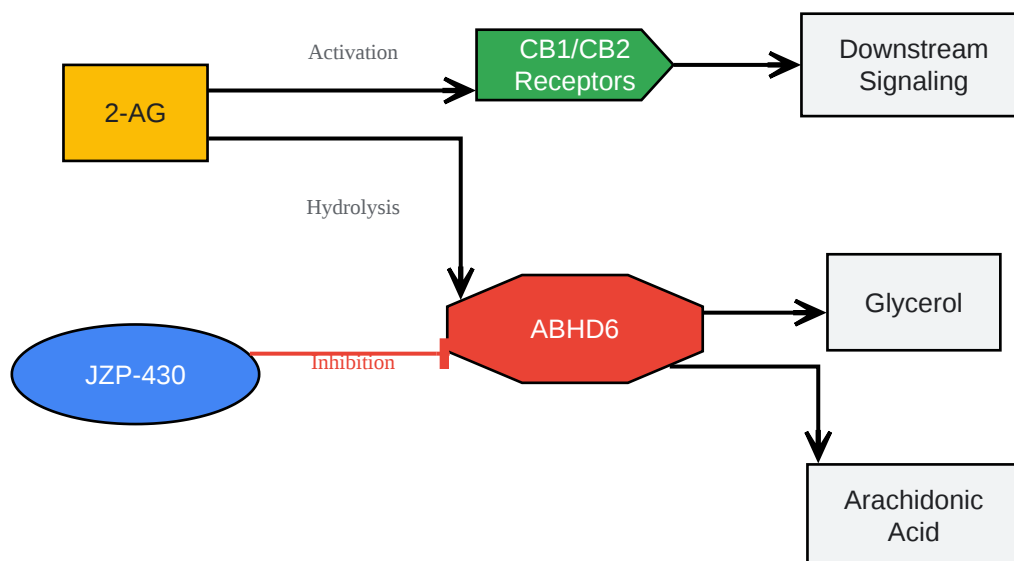 Activation
CB1/CB2
Receptors
Downstream
Signaling
2-AG
Hydrolysis
Glycerol
ABHD6
JZP-430
Inhibition
Arachidonic
Acid